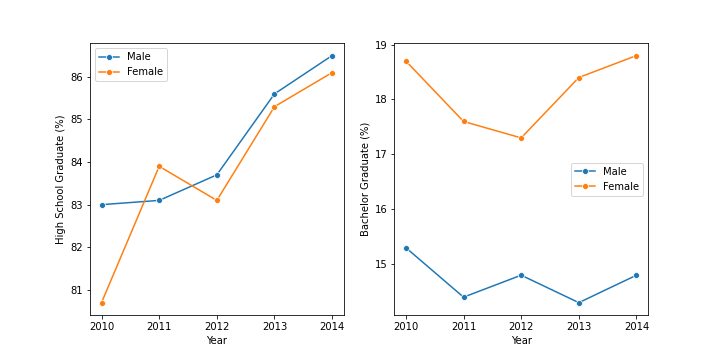 Male
Female
86
85
84
83
82
81
High School Graduate (%)
2010 2011 2012 2013 2014
Year
19
18
17
16
15
Bachelor Graduate (%)
Male
Female
2010 2011 2012 2013 2014
Year